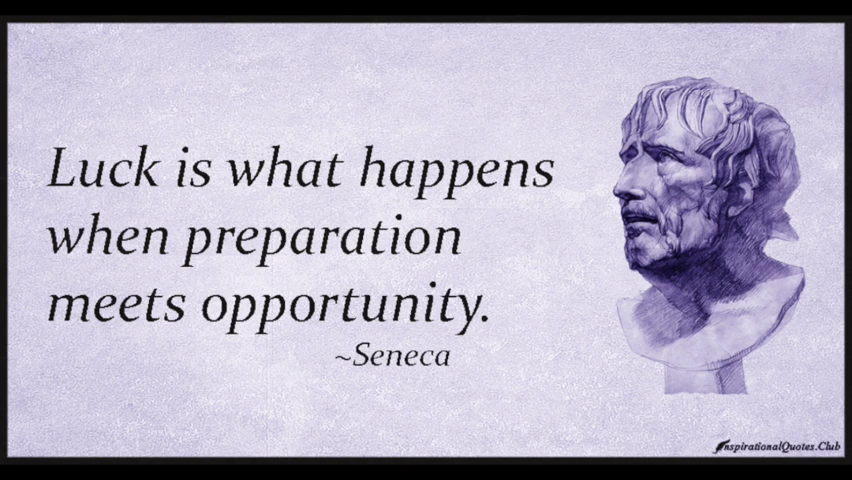 Luck is what happens
when preparation
meets opportunity.
~Seneca
InspirationalQuotes.Club